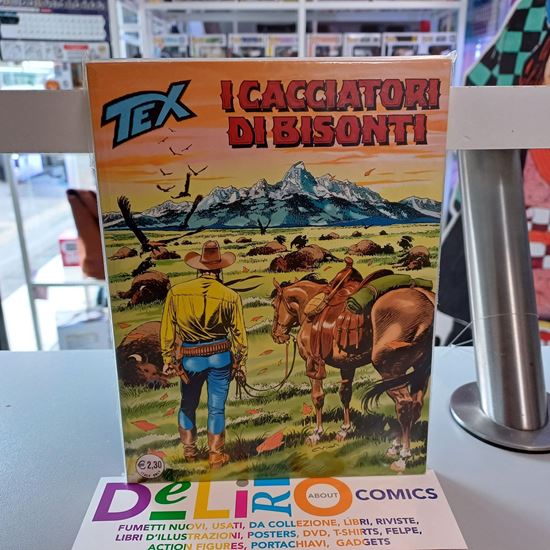 TEX
I CACCIATORI
DI BISONTI
€ 2,30
DeLiRiO
ABOUT
COMICS
FUMETTI NUOVI, USATI, DA COLLEZIONE, LIBRI, RIVISTE,
LIBRI D'ILLUSTRAZIONI, POSTERS, DVD, T-SHIRTS, FELPE,
ACTION FIGURES, PORTACHIAVI, GADGETS